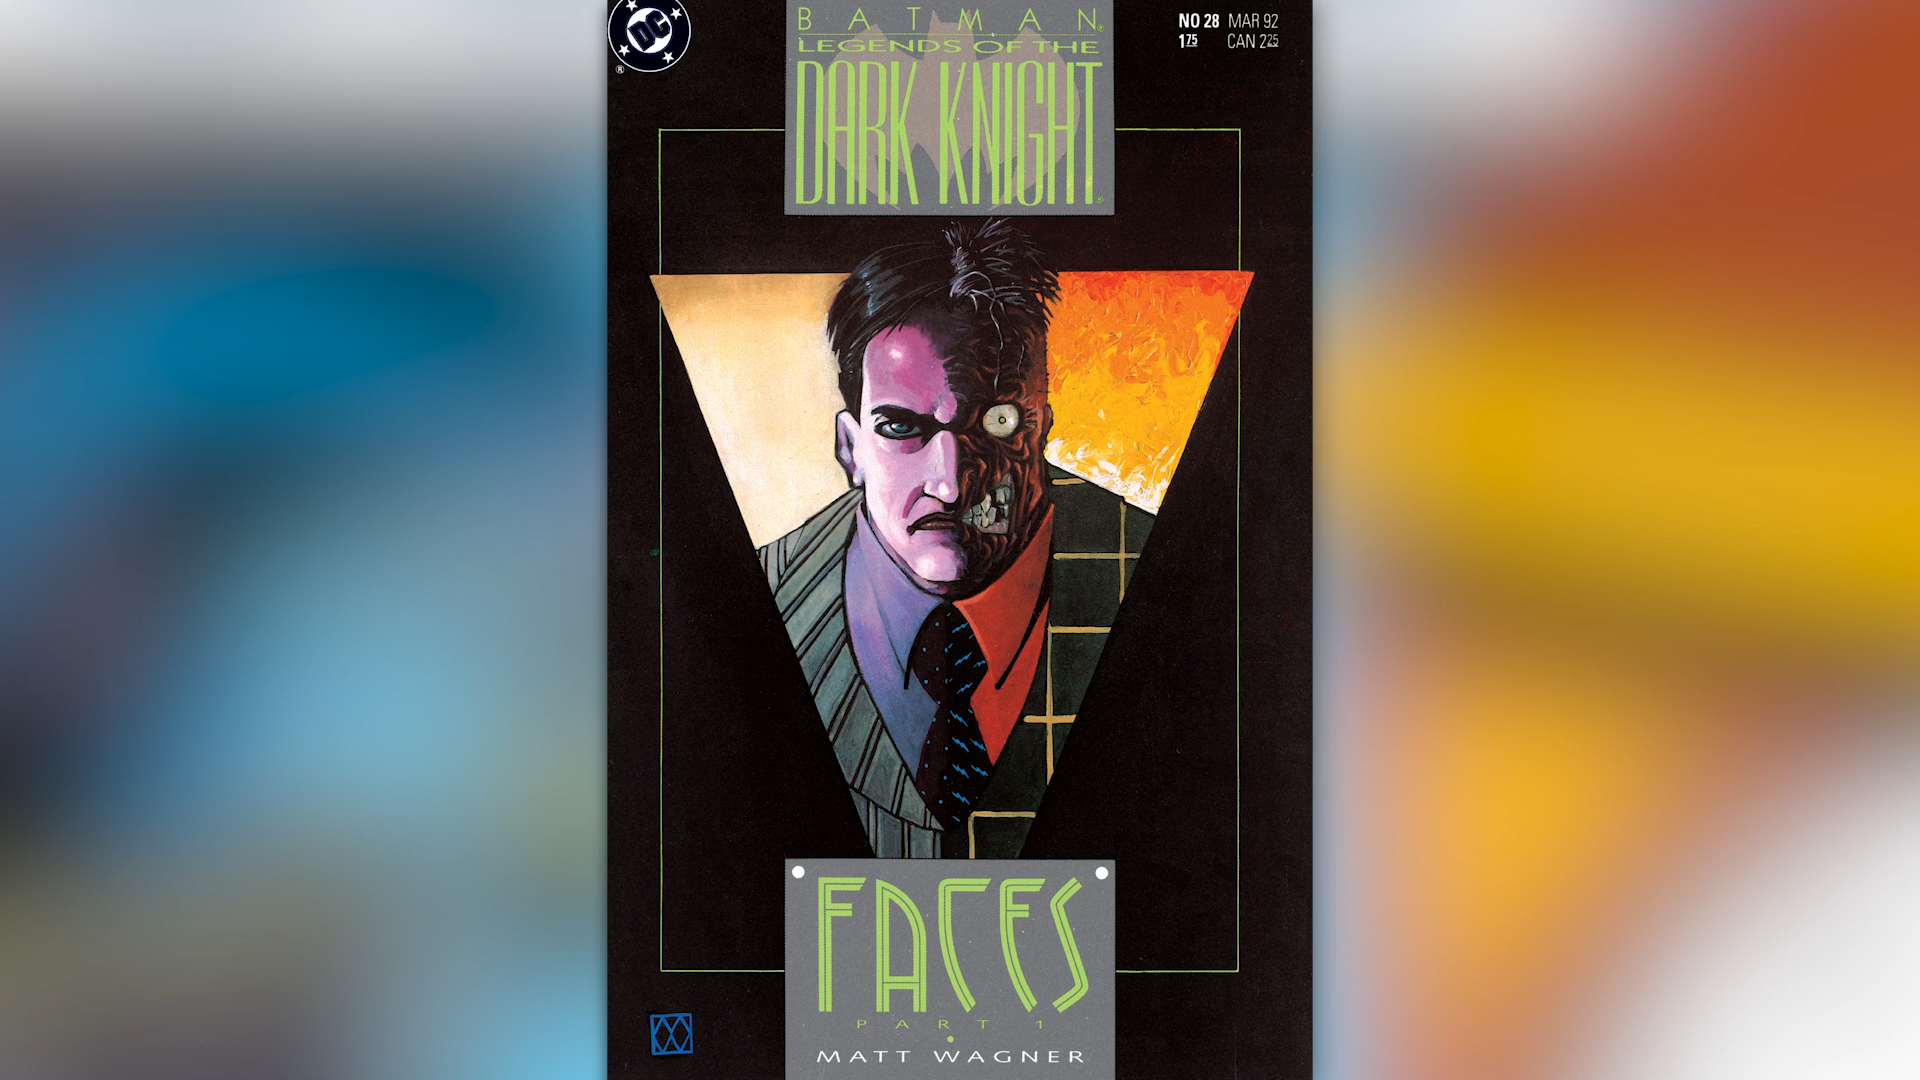 DC
®
BATMAN®
LEGENDS OF THE
DARK KNIGHT®
NO 28 MAR 92
1 75 CAN 2 25
FACES
PART 1
MATT WAGNER